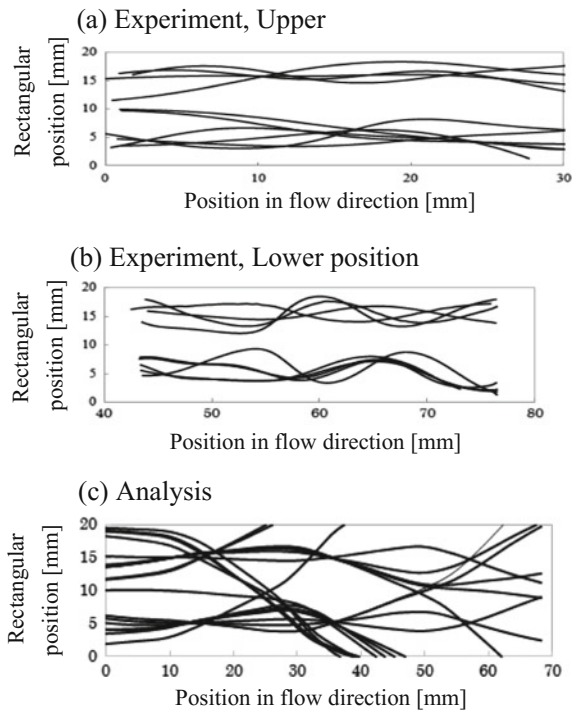 (a) Experiment, Upper
Rectangular
position [mm]
20
15
10
5
0
0 10 20 30
Position in flow direction [mm]
(b) Experiment, Lower position
Rectangular
position [mm]
20
15
10
5
0
40 50 60 70 80
Position in flow direction [mm]
(c) Analysis
Rectangular
position [mm]
20
15
10
5
0
0 10 20 30 40 50 60 70
Position in flow direction [mm]